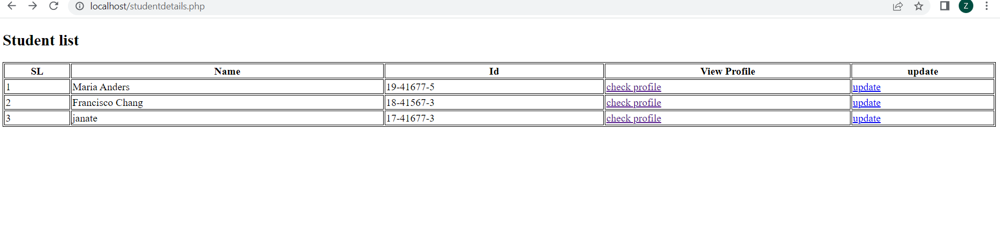 localhost/studentdetails.php
Z
Student list
SL Name Id View Profile update
1 Maria Anders 19-41677-5 check profile update
2 Francisco Chang 18-41567-3 check profile update
3 janate 17-41677-3 check profile update